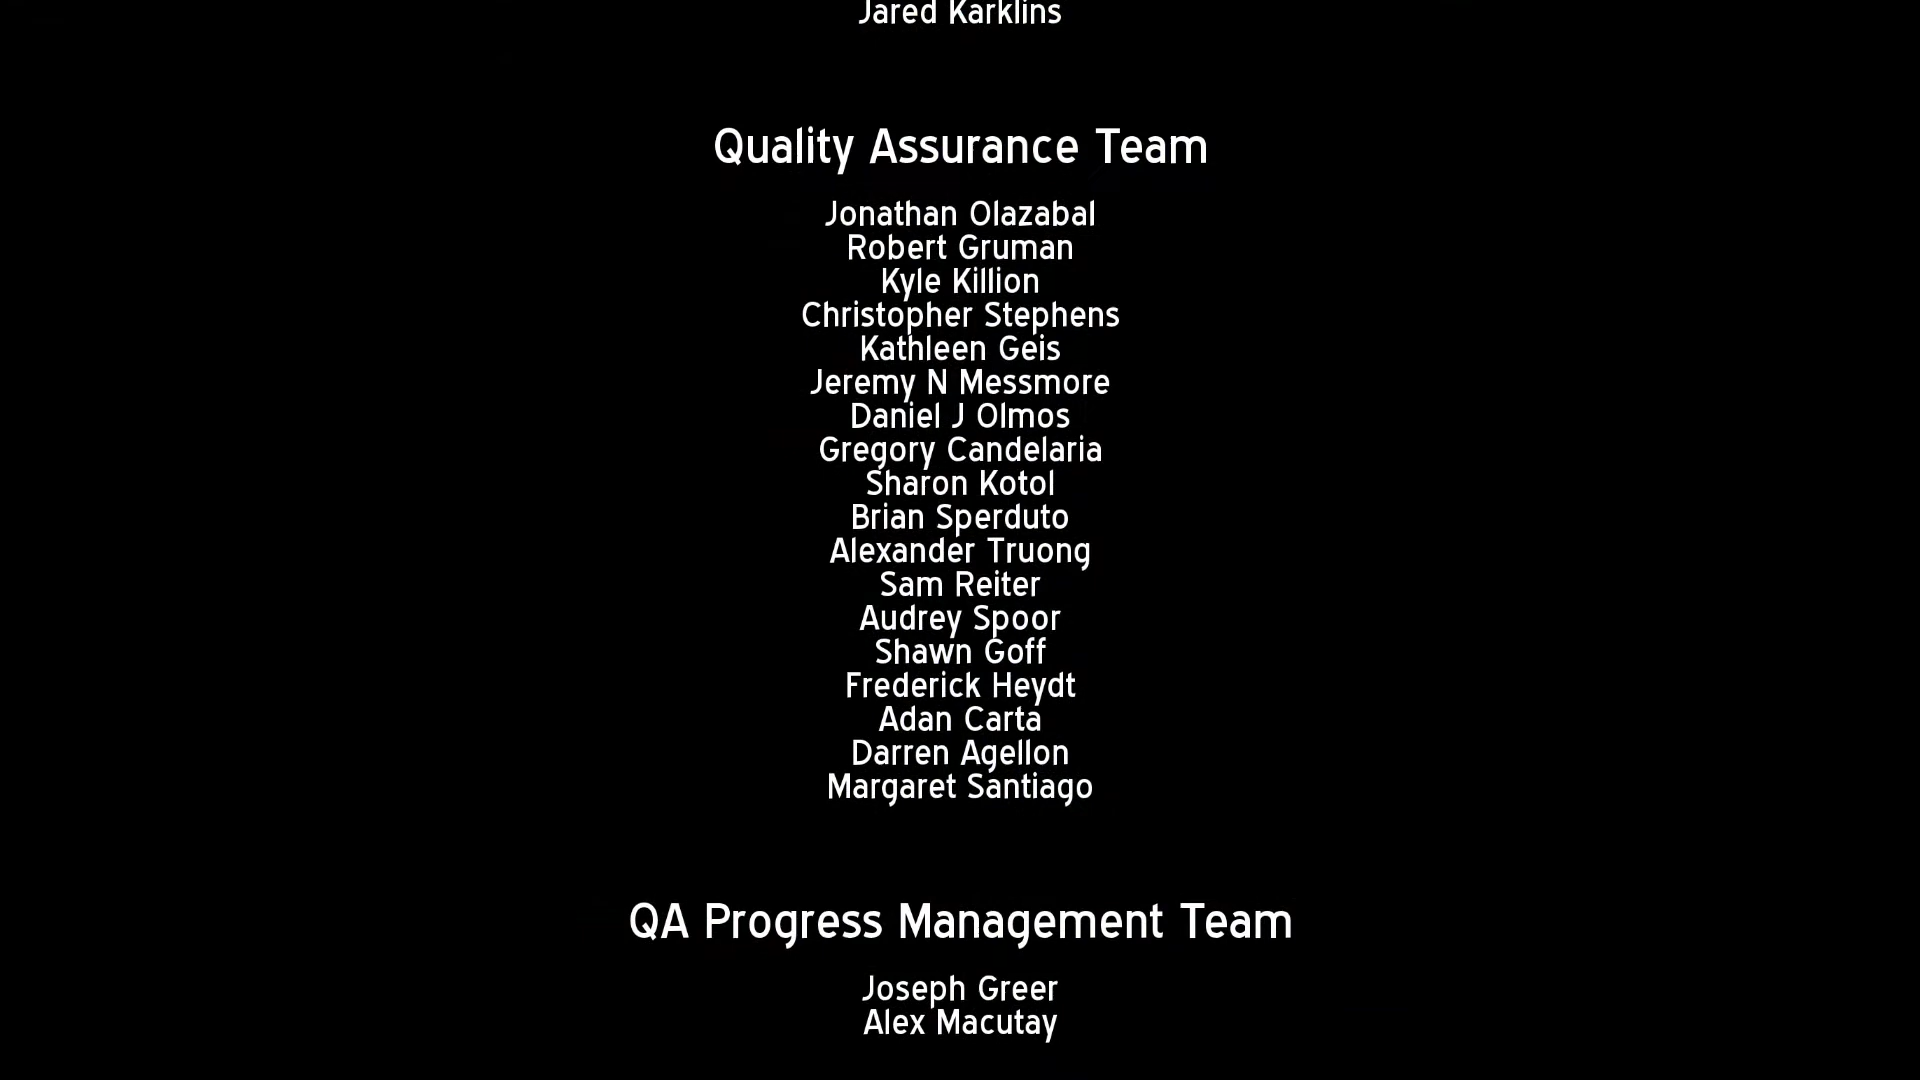 Jared Karklins
Quality Assurance Team
Jonathan Olazabal
Robert Gruman
Kyle Killion
Christopher Stephens
Kathleen Geis
Jeremy N Messmore
Daniel J Olmos
Gregory Candelaria
Sharon Kotol
Brian Sperduto
Alexander Truong
Sam Reiter
Audrey Spoor
Shawn Goff
Frederick Heydt
Adan Carta
Darren Agellon
Margaret Santiago
QA Progress Management Team
Joseph Greer
Alex Macutay